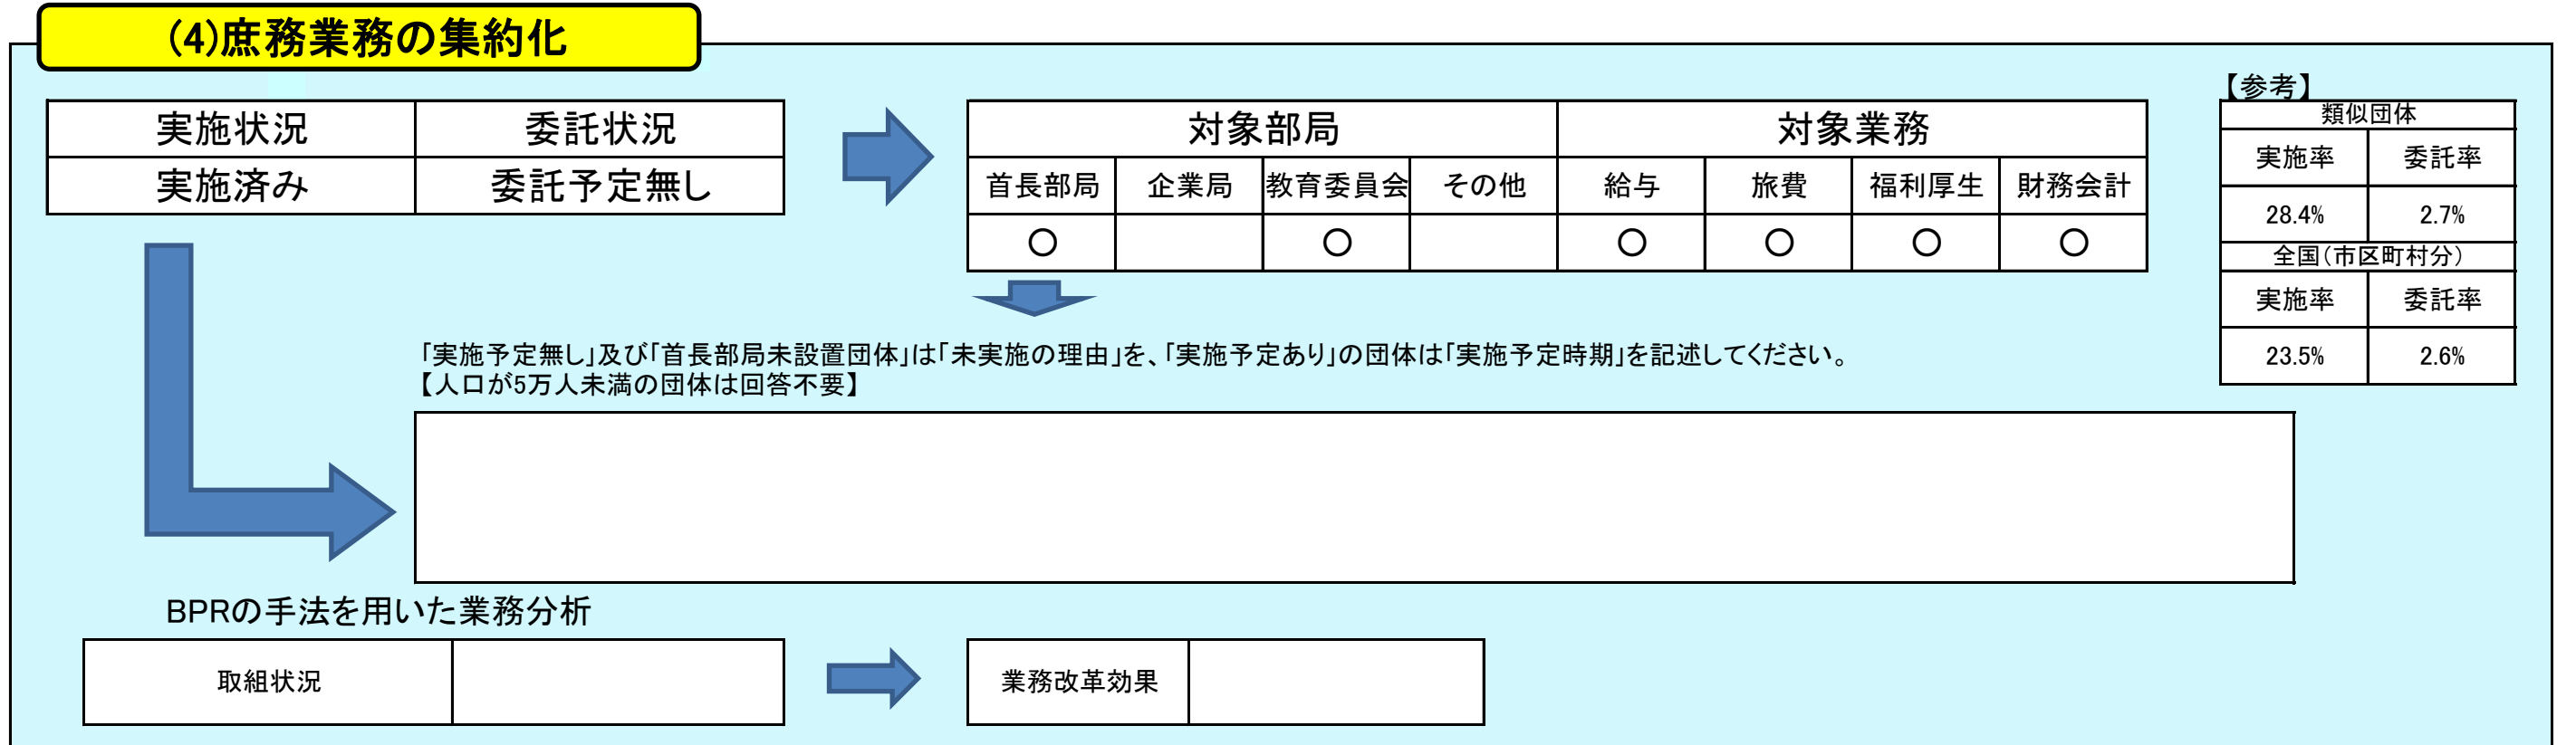 (4)庶務業務の集約化
実施状況 委託状況
実施済み 委託予定無し
対象部局 対象業務
首長部局 企業局 教育委員会 その他 給与 旅費 福利厚生 財務会計
○ ○ ○ ○ ○ ○
【参考】
類似団体
実施率 委託率
28.4% 2.7%
全国(市区町村分)
実施率 委託率
23.5% 2.6%
「実施予定無し」及び「首長部局未設置団体」は「未実施の理由」を、「実施予定あり」の団体は「実施予定時期」を記述してください。
【人口が5万人未満の団体は回答不要】
BPRの手法を用いた業務分析
取組状況
業務改革効果